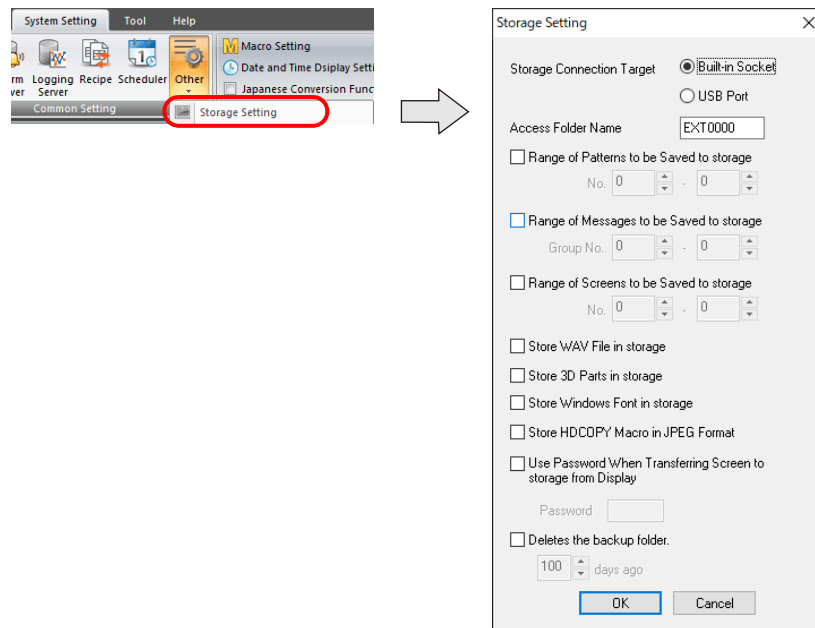 System Setting Tool Help
Macro Setting
Date and Time Dsiplay Setti
Japanese Conversion Func
rm Logging Recipe Scheduler Other
ver Server
Common Setting
Storage Setting
Storage Setting
Storage Connection Target Built-in Socket
USB Port
Access Folder Name EXT0000
Range of Patterns to be Saved to storage
No. 0 - 0
Range of Messages to be Saved to storage
Group No. 0 - 0
Range of Screens to be Saved to storage
No. 0 - 0
Store WAV File in storage
Store 3D Parts in storage
Store Windows Font in storage
Store HDCOPY Macro in JPEG Format
Use Password When Transferring Screen to
storage from Display
Password
Deletes the backup folder.
100 days ago
OK Cancel